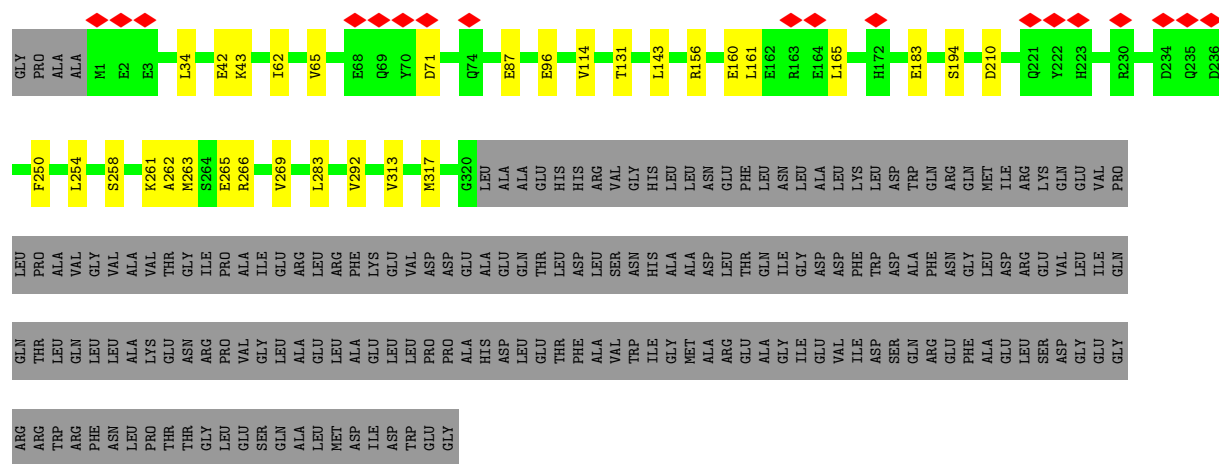 GLY PRO ALA ALA M1 E2 E3 L34 E42 K43 I62 V65 E68 Q69 Y70 D71 Q74 E87 E96 V114 T131 L143 R156 E160 L161 E162 R163 E164 L165 H172 E183 S194 D210 Q221 Y222 H223 R230 D234 Q235 D236
F250 L254 S258 K261 A262 M263 S264 E265 R266 V269 L283 V292 V313 M317 G320 LEU ALA ALA GLU HIS HIS ARG VAL GLY HIS LEU LEU ASN GLU PHE LEU ASN LEU ALA LEU LYS LEU ASP TRP GLN ARG GLN MET ILE ARG LYS GLN GLU VAL PRO
LEU PRO ALA VAL GLY VAL ALA VAL THR GLY ILE PRO ALA ILE GLU ARG LEU ARG PHE LYS GLU VAL ASP ASP GLU ALA GLU GLN THR LEU ASP LEU SER ASN HIS ALA ALA ASP LEU THR GLN ILE GLY ASP ASP PHE TRP ASP ALA PHE ASN GLY LEU ASP ARG GLU VAL LEU ILE GLN
GLN THR LEU GLN LEU LEU ALA LYS GLU ASN ARG PRO VAL GLY LEU ALA GLU LEU ALA GLU LEU LEU PRO PRO ALA HIS ASP LEU GLU THR PHE ALA VAL TRP ILE GLY MET ALA ARG GLU ALA GLY ILE GLU VAL ILE ASP SER GLN ARG GLU PHE ALA GLU LEU SER ASP GLY GLU GLY
ARG ARG TRP ARG PHE ASN LEU PRO THR THR GLY LEU GLU SER GLN ALA LEU MET ASP ILE ASP TRP GLU GLY